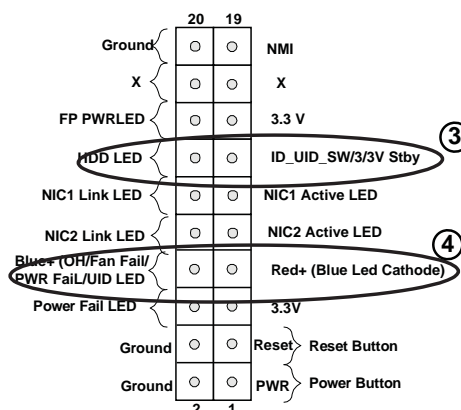 20 19
Ground NMI
X X
FP PWRLED 3.3 V
3
HDD LED ID_UID_SW/3/3V Stby
NIC1 Link LED NIC1 Active LED
NIC2 Link LED NIC2 Active LED
4
Blue+ (OH/Fan Fail/
PWR FaiL/UID LED Red+ (Blue Led Cathode)
Power Fail LED 3.3V
Ground Reset Reset Button
Ground PWR Power Button
2 1